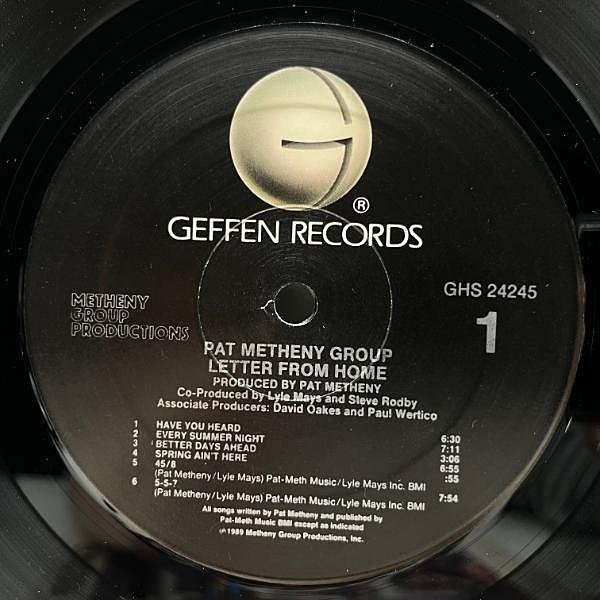 ®
GEFFEN RECORDS
GHS 24245
1
METHENY
GROUP
PRODUCTIONS
PAT METHENY GROUP
LETTER FROM HOME
PRODUCED BY PAT METHENY
Co-Produced by Lyle Mays and Steve Rodby
Associate Producers: David Oakes and Paul Wertico
1 HAVE YOU HEARD 6:30
2 EVERY SUMMER NIGHT 7:11
3 BETTER DAYS AHEAD 3:06
4 SPRING AIN'T HERE 6:55
5 45/8 :55
(Pat Metheny/Lyle Mays) Pat-Meth Music/Lyle Mays Inc. BMI
6 5-5-7 7:54
(Pat Metheny/Lyle Mays) Pat-Meth Music/Lyle Mays Inc. BMI
All songs written by Pat Metheny and published by
Pat-Meth Music BMI except as indicated
℗1989 Metheny Group Productions, Inc.